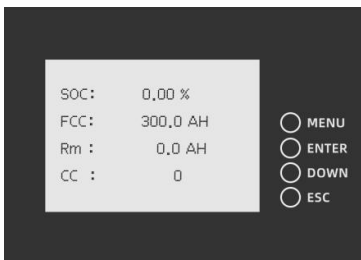 SOC: 0.00 %
FCC: 300.0 AH
Rm : 0.0 AH
CC : 0
MENU
ENTER
DOWN
ESC